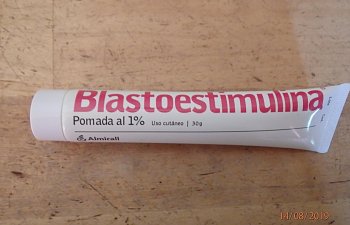 Blastoestimulina
Pomada al 1% Uso cutáneo | 30g
Almirall
14/08/2019